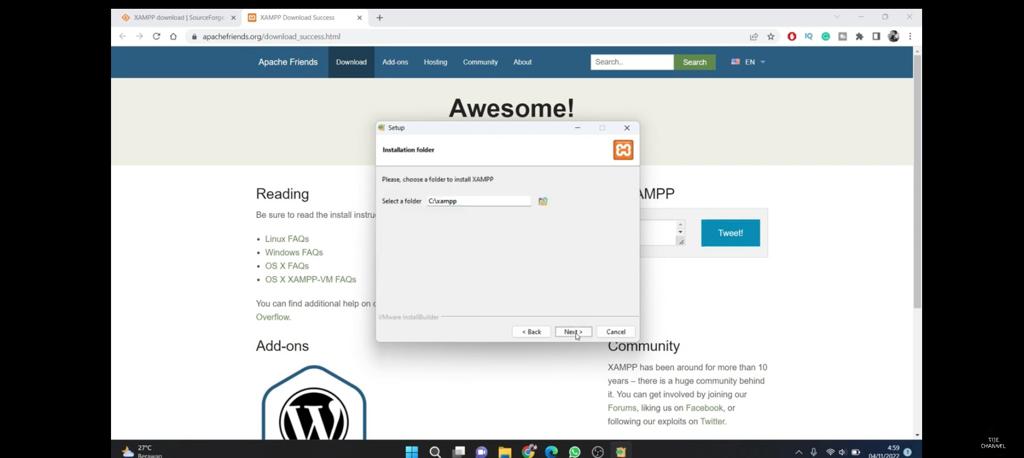 XAMPP download | SourceForg
XAMPP Download Success
apachefriends.org/download_success.html
Apache Friends
Download
Add-ons
Hosting
Community
About
Search..
Search
EN
Awesome!
Setup
Installation folder
Please, choose a folder to install XAMPP
Select a folder
C:\xampp
VMware InstallBuilder
< Back
Next >
Cancel
Reading
Be sure to read the install instru
Linux FAQs
Windows FAQs
OS X FAQs
OS X XAMPP-VM FAQs
You can find additional help on
Overflow.
AMPP
Tweet!
Add-ons
Community
XAMPP has been around for more than 10
years – there is a huge community behind
it. You can get involved by joining our
Forums, liking us on Facebook, or
following our exploits on Twitter.
27°C
Berawan
4:59
04/11/2022
THE
CHANNEL